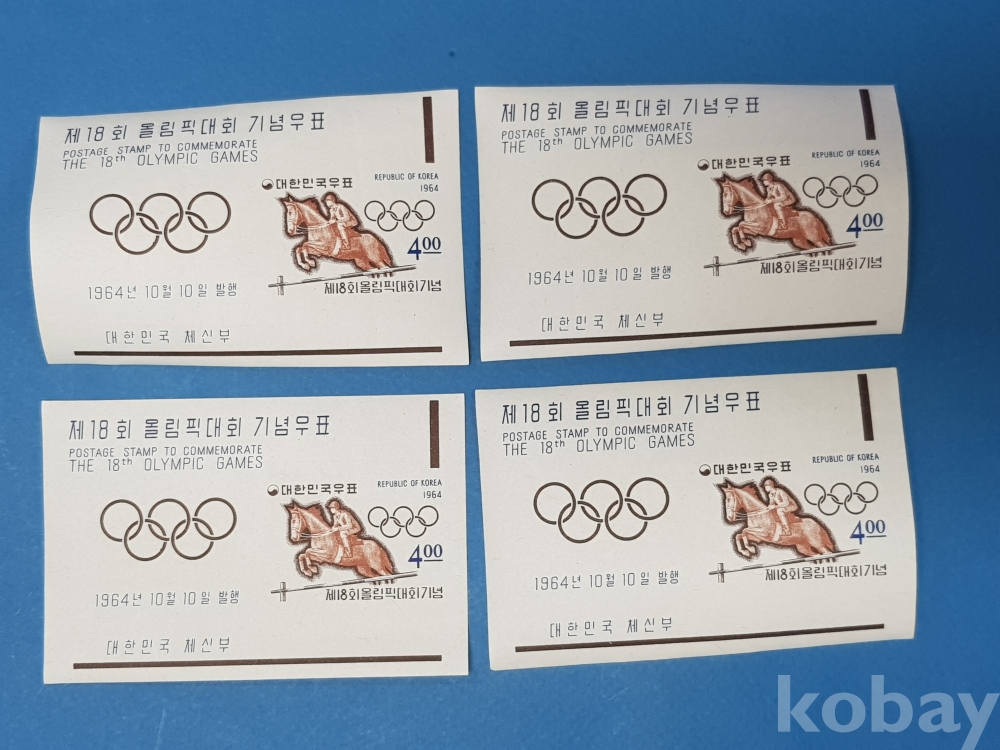 제18회 올림픽대회 기념우표
POSTAGE STAMP TO COMMEMORATE
THE 18th OLYMPIC GAMES
대한민국우표
REPUBLIC OF KOREA
1964
4.00
제18회올림픽대회기념
1964년 10월 10일 발행
대한민국 체신부
제18회 올림픽대회 기념우표
POSTAGE STAMP TO COMMEMORATE
THE 18th OLYMPIC GAMES
대한민국우표
REPUBLIC OF KOREA
1964
4.00
제18회올림픽대회기념
1964년 10월 10일 발행
대한민국 체신부
제18회 올림픽대회 기념우표
POSTAGE STAMP TO COMMEMORATE
THE 18th OLYMPIC GAMES
대한민국우표
REPUBLIC OF KOREA
1964
4.00
제18회올림픽대회기념
1964년 10월 10일 발행
대한민국 체신부
제18회 올림픽대회 기념우표
POSTAGE STAMP TO COMMEMORATE
THE 18th OLYMPIC GAMES
대한민국우표
REPUBLIC OF KOREA
1964
4.00
제18회올림픽대회기념
1964년 10월 10일 발행
대한민국 체신부
kobay